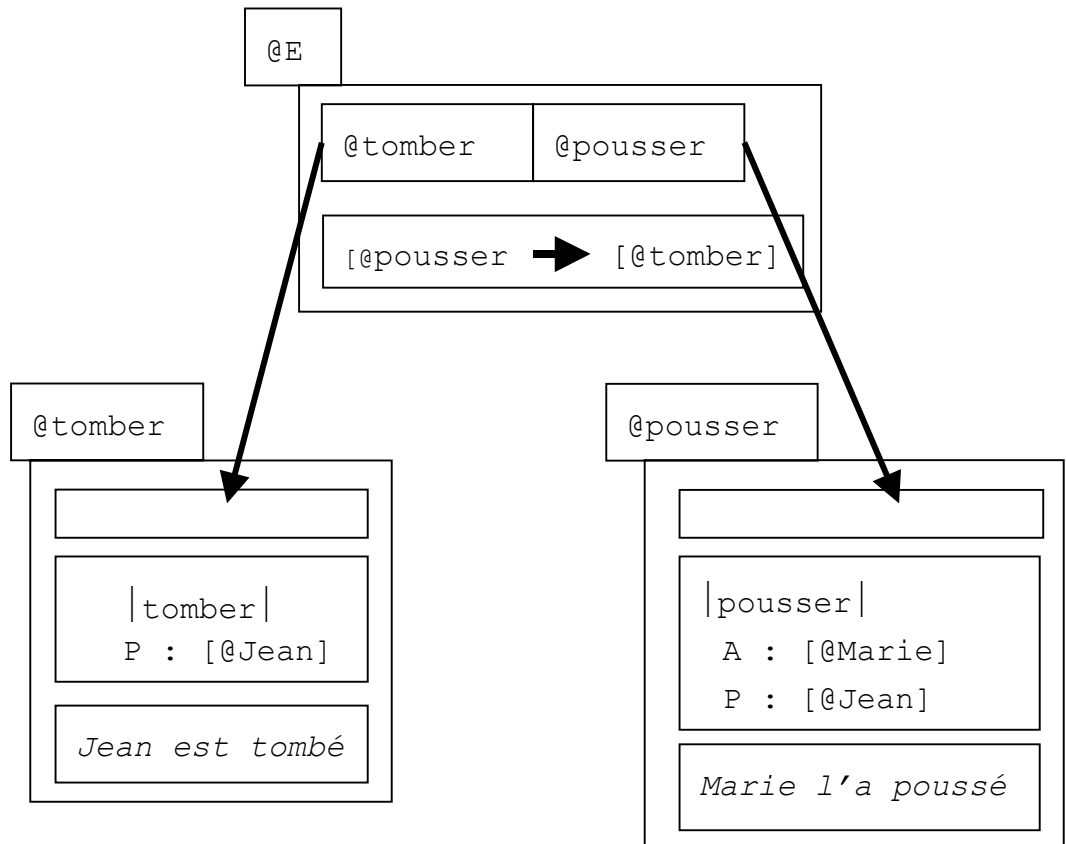 @E
@tomber @pousser
[@pousser → [@tomber]
@tomber
|tomber|
P : [@Jean]
Jean est tombé
@pousser
|pousser|
A : [@Marie]
P : [@Jean]
Marie l’a poussé